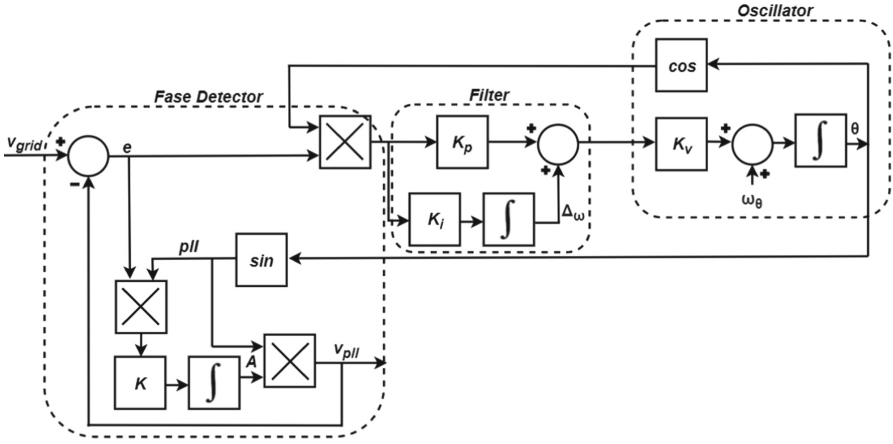 Oscillator
cos
Fase Detector
Filter
v_grid
+
e
K_p
+
K_v
+
∫
θ
−
+
+
ω_θ
K_i
∫
Δ_ω
pll
sin
K
∫
A
v_pll